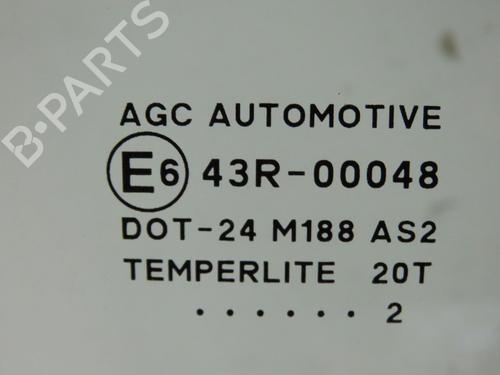 B-PARTS
AGC AUTOMOTIVE
E6 43R-00048
DOT-24 M188 AS2
TEMPERLITE 20T
. . . . . . 2